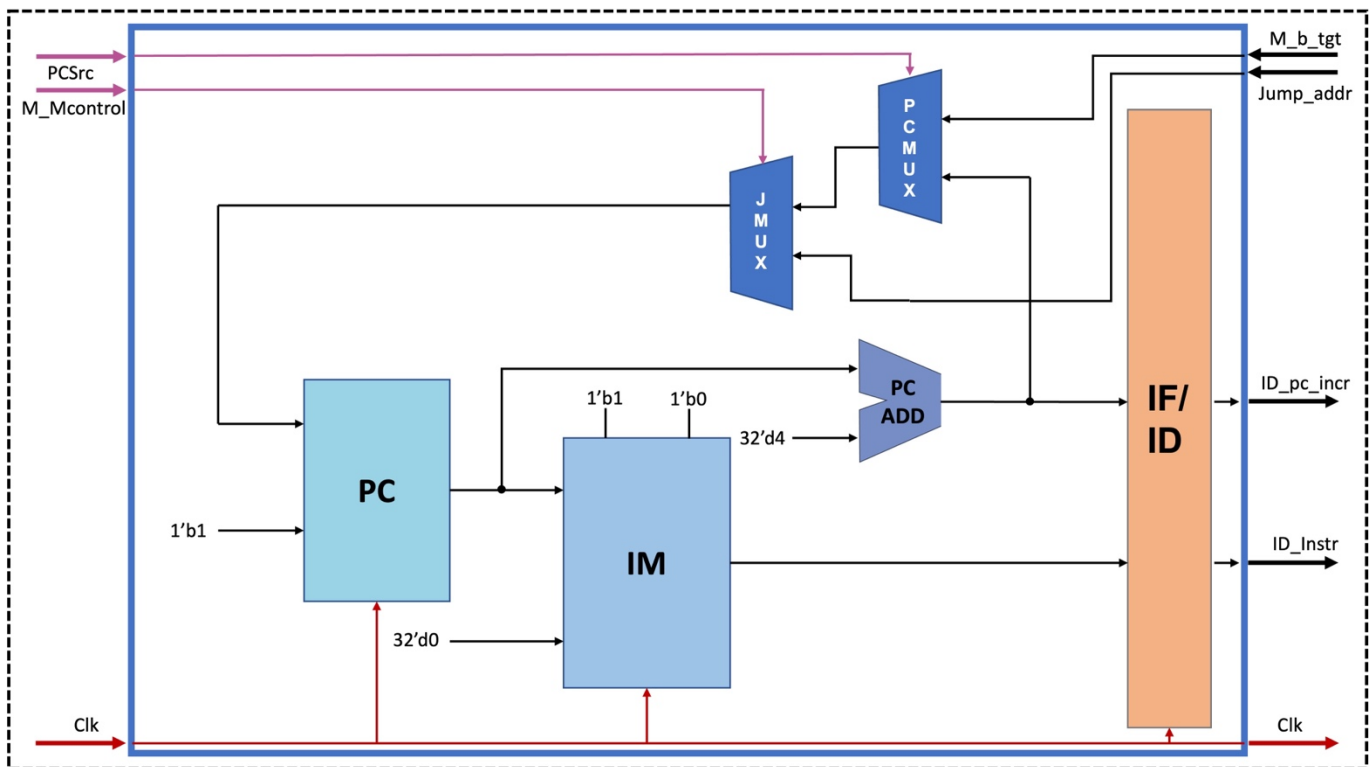 M_b_tgt
PCSrc
Jump_addr
M_Mcontrol
P
C
M
U
X
J
M
U
X
PC
ADD
IF/
ID
ID_pc_incr
1'b1
1'b0
32'd4
PC
1'b1
IM
ID_Instr
32'd0
Clk
Clk